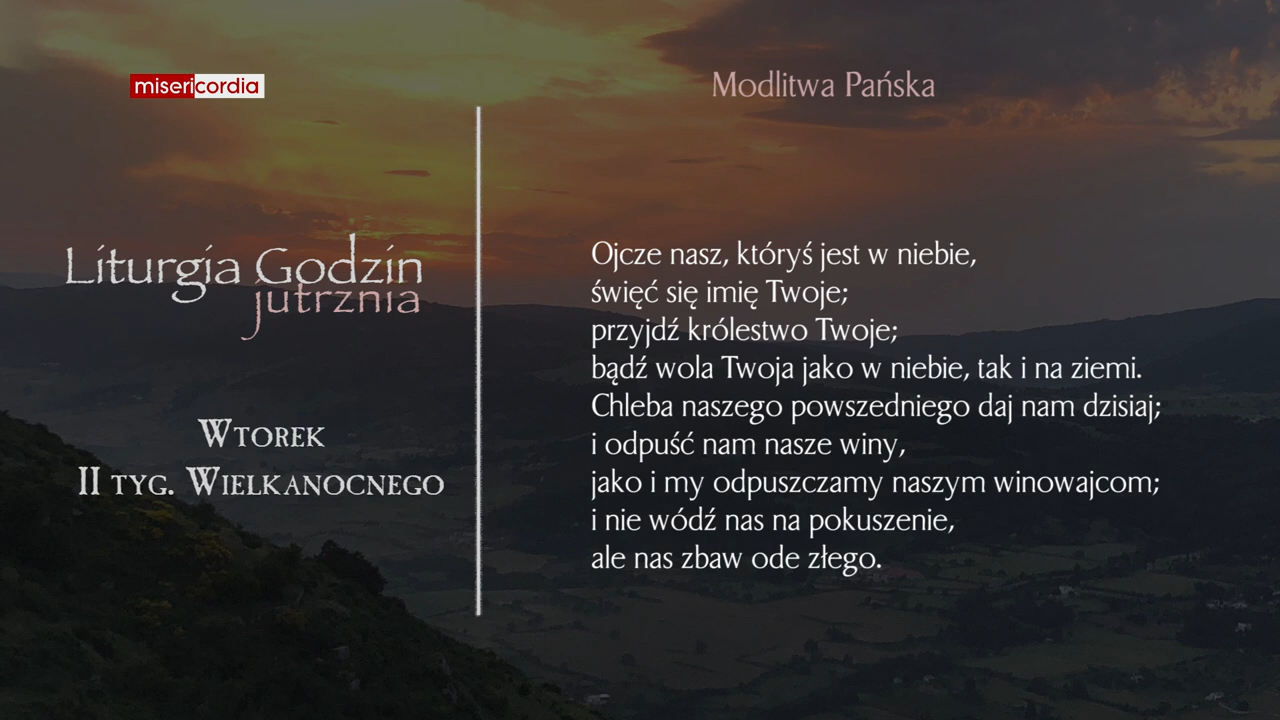 misericordia
Liturgia Godzin
jutrznia
Wtorek
II tyg. Wielkanocnego
Modlitwa Pańska
Ojcze nasz, któryś jest w niebie,
święć się imię Twoje;
przyjdź królestwo Twoje;
bądź wola Twoja jako w niebie, tak i na ziemi.
Chleba naszego powszedniego daj nam dzisiaj;
i odpuść nam nasze winy,
jako i my odpuszczamy naszym winowajcom;
i nie wódź nas na pokuszenie,
ale nas zbaw ode złego.